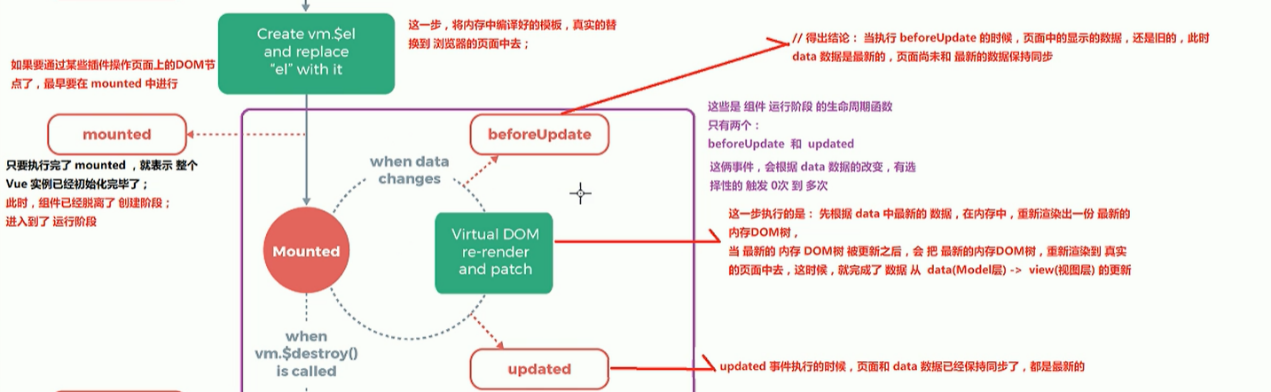 Create vm.$el
and replace
"el" with it
这一步，将内存中编译好的模板，真实的替
换到 浏览器的页面中去；
如果要通过某些插件操作页面上的DOM节
点了，最早要在 mounted 中进行
mounted
只要执行完了 mounted ，就表示 整个
Vue 实例已经初始化完毕了；
此时，组件已经脱离了 创建阶段；
进入到了 运行阶段
beforeUpdate
// 得出结论： 当执行 beforeUpdate 的时候，页面中的显示的数据，还是旧的，此时
data 数据是最新的，页面尚未和 最新的数据保持同步
这些是 组件 运行阶段 的生命周期函数
只有两个：
beforeUpdate 和 updated
这俩事件，会根据 data 数据的改变，有选
择性的 触发 0次 到 多次
when data
changes
Mounted
Virtual DOM
re-render
and patch
这一步执行的是： 先根据 data 中最新的 数据，在内存中，重新渲染出一份 最新的
内存DOM树，
当 最新的 内存 DOM树 被更新之后，会 把 最新的内存DOM树，重新渲染到 真实
的页面中去，这时候，就完成了 数据 从 data(Model层) -> view(视图层) 的更新
when
vm.$destroy()
is called
updated
updated 事件执行的时候，页面和 data 数据已经保持同步了，都是最新的